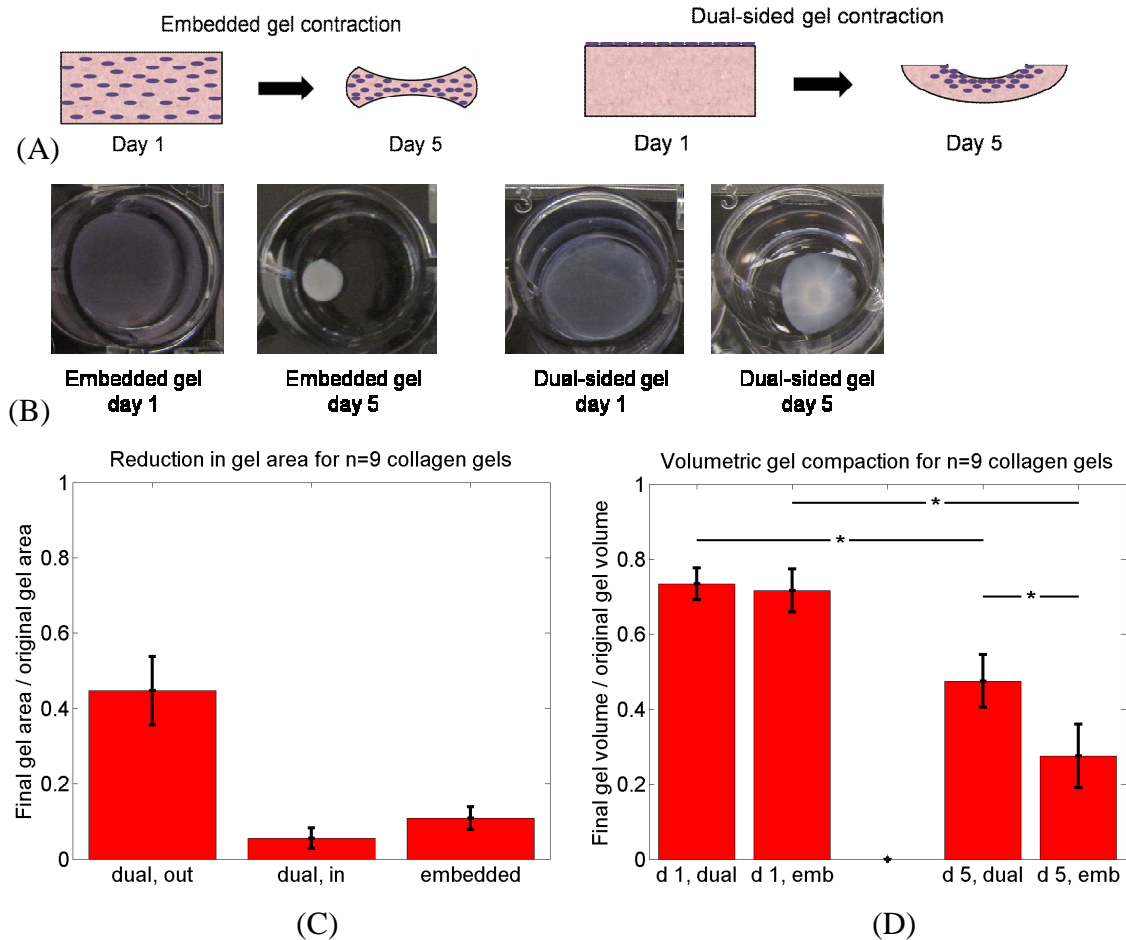 Embedded gel contraction
Dual-sided gel contraction
Day 1
Day 5
Day 1
Day 5
(A)
3
3
Embedded gel
day 1
Embedded gel
day 5
Dual-sided gel
day 1
Dual-sided gel
day 5
(B)
Reduction in gel area for n=9 collagen gels
Final gel area / original gel area
1
0.8
0.6
0.4
0.2
0
dual, out
dual, in
embedded
(C)
Volumetric gel compaction for n=9 collagen gels
Final gel volume / original gel volume
1
0.8
0.6
0.4
0.2
0
*
*
*
d 1, dual
d 1, emb
d 5, dual
d 5, emb
(D)